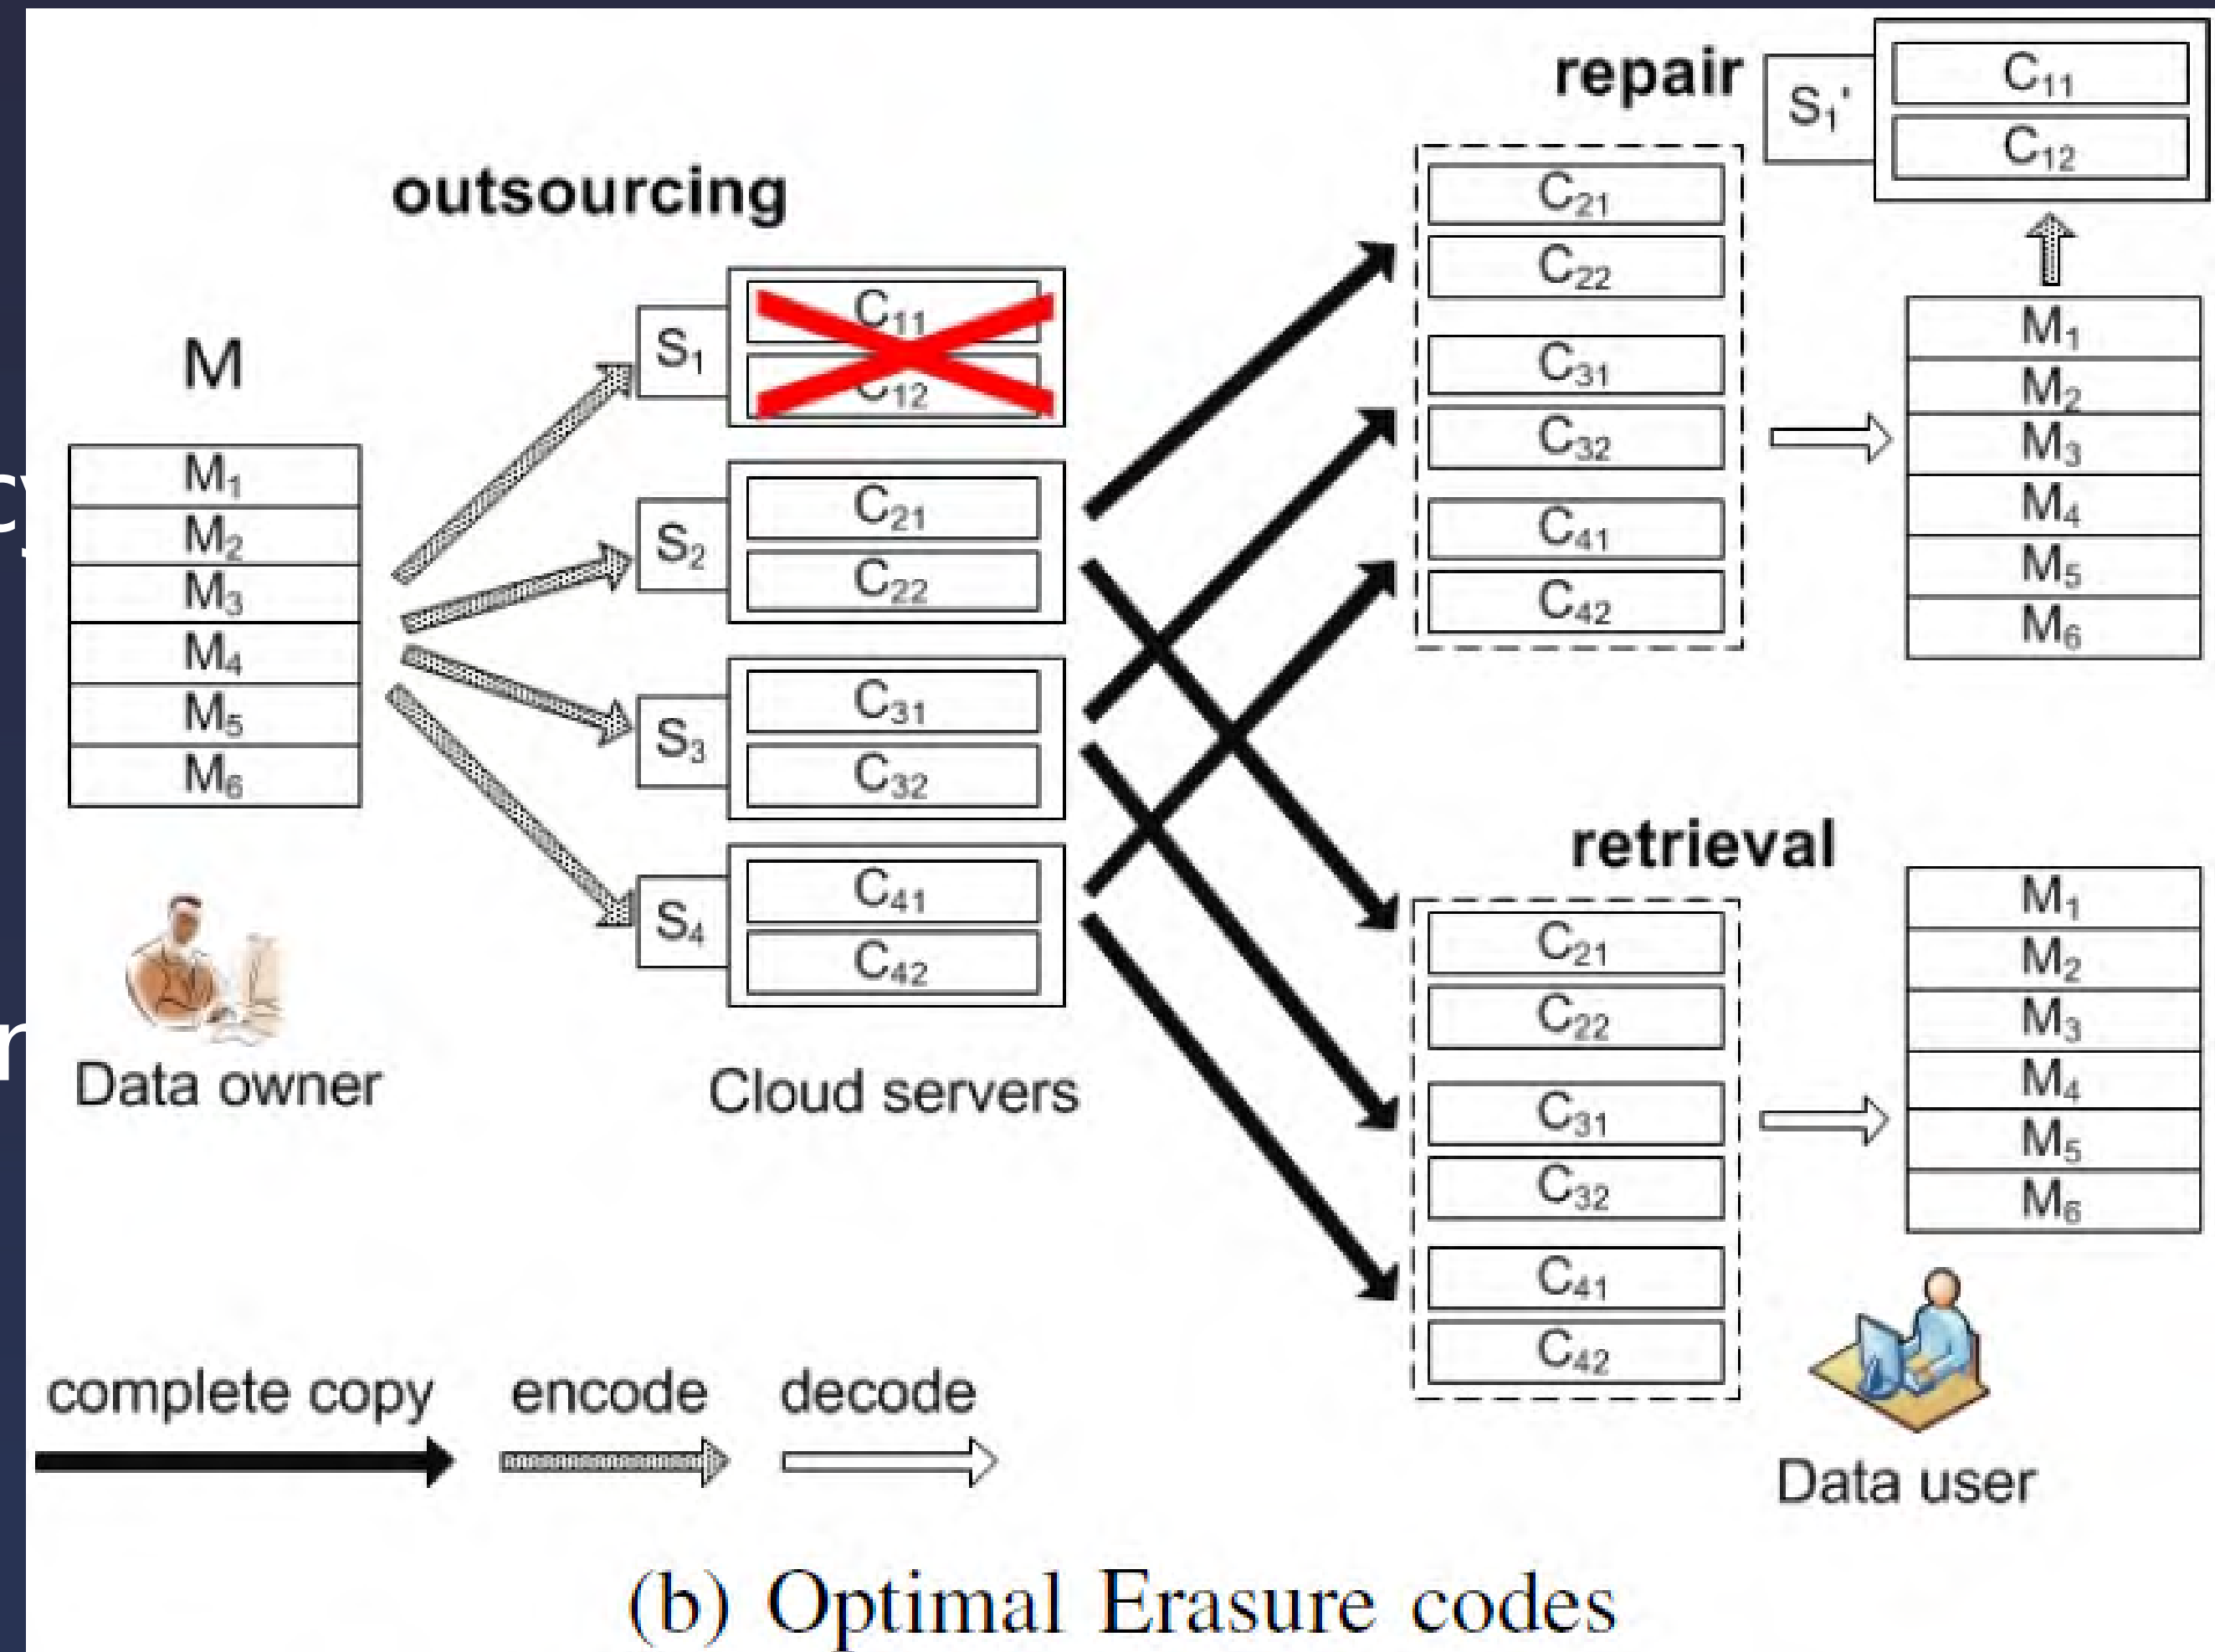 outsourcing
M
M₁
M₂
M₃
M₄
M₅
M₆
Data owner
S₁
C₁₁
C₁₂
S₂
C₂₁
C₂₂
S₃
C₃₁
C₃₂
S₄
C₄₁
C₄₂
Cloud servers
repair
C₂₁
C₂₂
C₃₁
C₃₂
C₄₁
C₄₂
S₁'
C₁₁
C₁₂
M₁
M₂
M₃
M₄
M₅
M₆
retrieval
C₂₁
C₂₂
C₃₁
C₃₂
C₄₁
C₄₂
M₁
M₂
M₃
M₄
M₅
M₆
Data user
complete copy encode decode
(b) Optimal Erasure codes